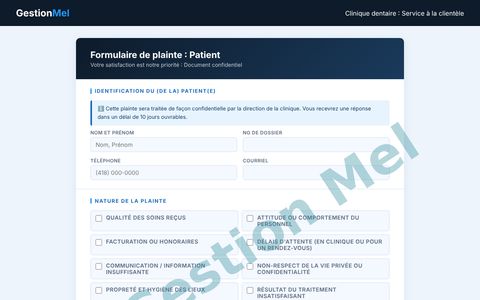 GestionMel
Clinique dentaire : Service à la clientèle
Formulaire de plainte : Patient
Votre satisfaction est notre priorité : Document confidentiel
IDENTIFICATION DU (DE LA) PATIENT(E)
ℹ️ Cette plainte sera traitée de façon confidentielle par la direction de la clinique. Vous recevrez une réponse
dans un délai de 10 jours ouvrables.
NOM ET PRÉNOM
NO. DE DOSSIER
Nom, Prénom
TÉLÉPHONE
COURRIEL
(418) 000-0000
NATURE DE LA PLAINTE
QUALITÉ DES SOINS REÇUS
ATTITUDE OU COMPORTEMENT DU
PERSONNEL
FACTURATION OU HONORAIRES
DÉLAIS D'ATTENTE (EN CLINIQUE OU POUR
UN RENDEZ-VOUS)
COMMUNICATION / INFORMATION
INSUFFISANTE
NON-RESPECT DE LA VIE PRIVÉE OU
CONFIDENTIALITÉ
PROPRETÉ ET HYGIÈNE DES LIEUX
RÉSULTAT DU TRAITEMENT
INSATISFAISANT
Gestion Mel